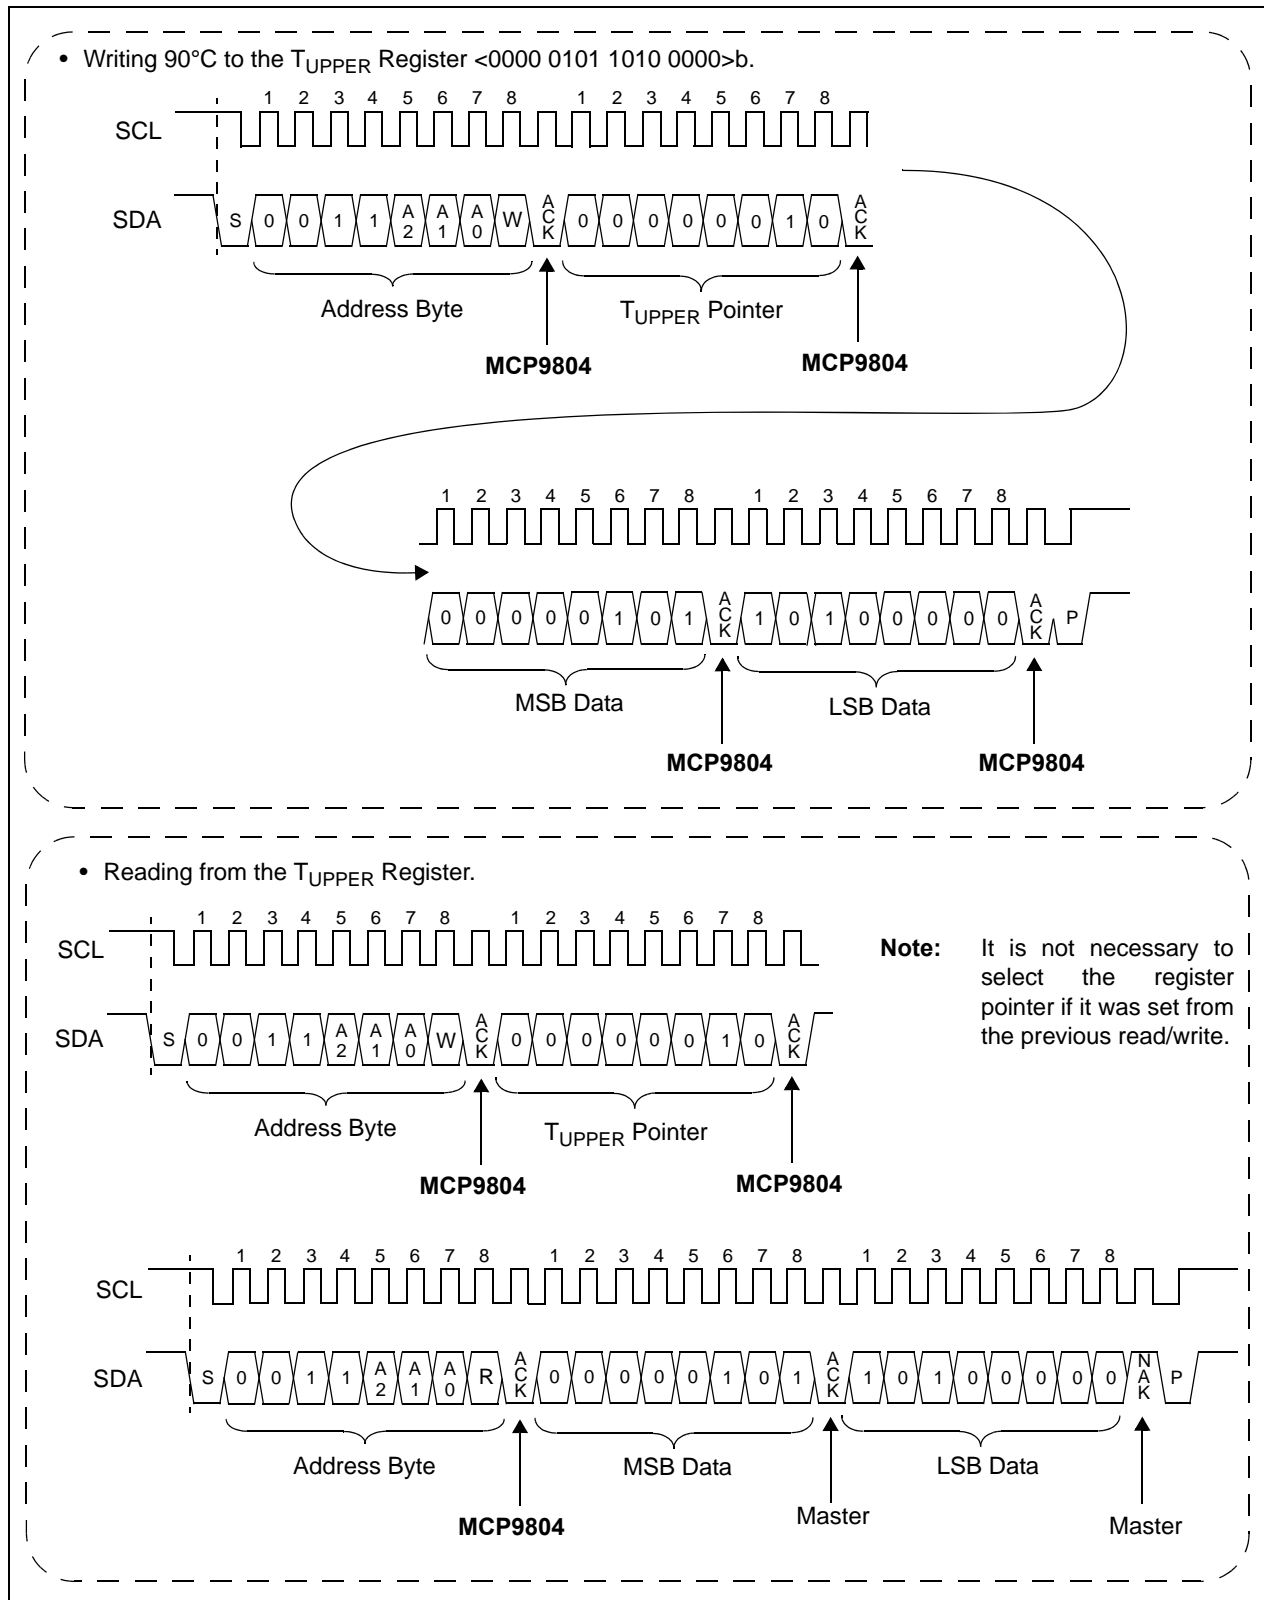 • Writing 90°C to the TUPPER Register <0000 0101 1010 0000>b.
1 2 3 4 5 6 7 8 1 2 3 4 5 6 7 8
SCL
SDA S 0 0 1 1 A2 A1 A0 W ACK 0 0 0 0 0 0 1 0 ACK
Address Byte TUPPER Pointer
MCP9804 MCP9804
1 2 3 4 5 6 7 8 1 2 3 4 5 6 7 8
0 0 0 0 0 1 0 1 ACK 1 0 1 0 0 0 0 0 ACK P
MSB Data LSB Data
MCP9804 MCP9804
• Reading from the TUPPER Register.
1 2 3 4 5 6 7 8 1 2 3 4 5 6 7 8
SCL
SDA S 0 0 1 1 A2 A1 A0 W ACK 0 0 0 0 0 0 1 0 ACK
Address Byte TUPPER Pointer
MCP9804 MCP9804
Note: It is not necessary to
select the register
pointer if it was set from
the previous read/write.
1 2 3 4 5 6 7 8 1 2 3 4 5 6 7 8 1 2 3 4 5 6 7 8
SCL
SDA S 0 0 1 1 A2 A1 A0 R ACK 0 0 0 0 0 1 0 1 ACK 1 0 1 0 0 0 0 0 NAK P
Address Byte MSB Data LSB Data
MCP9804 Master Master